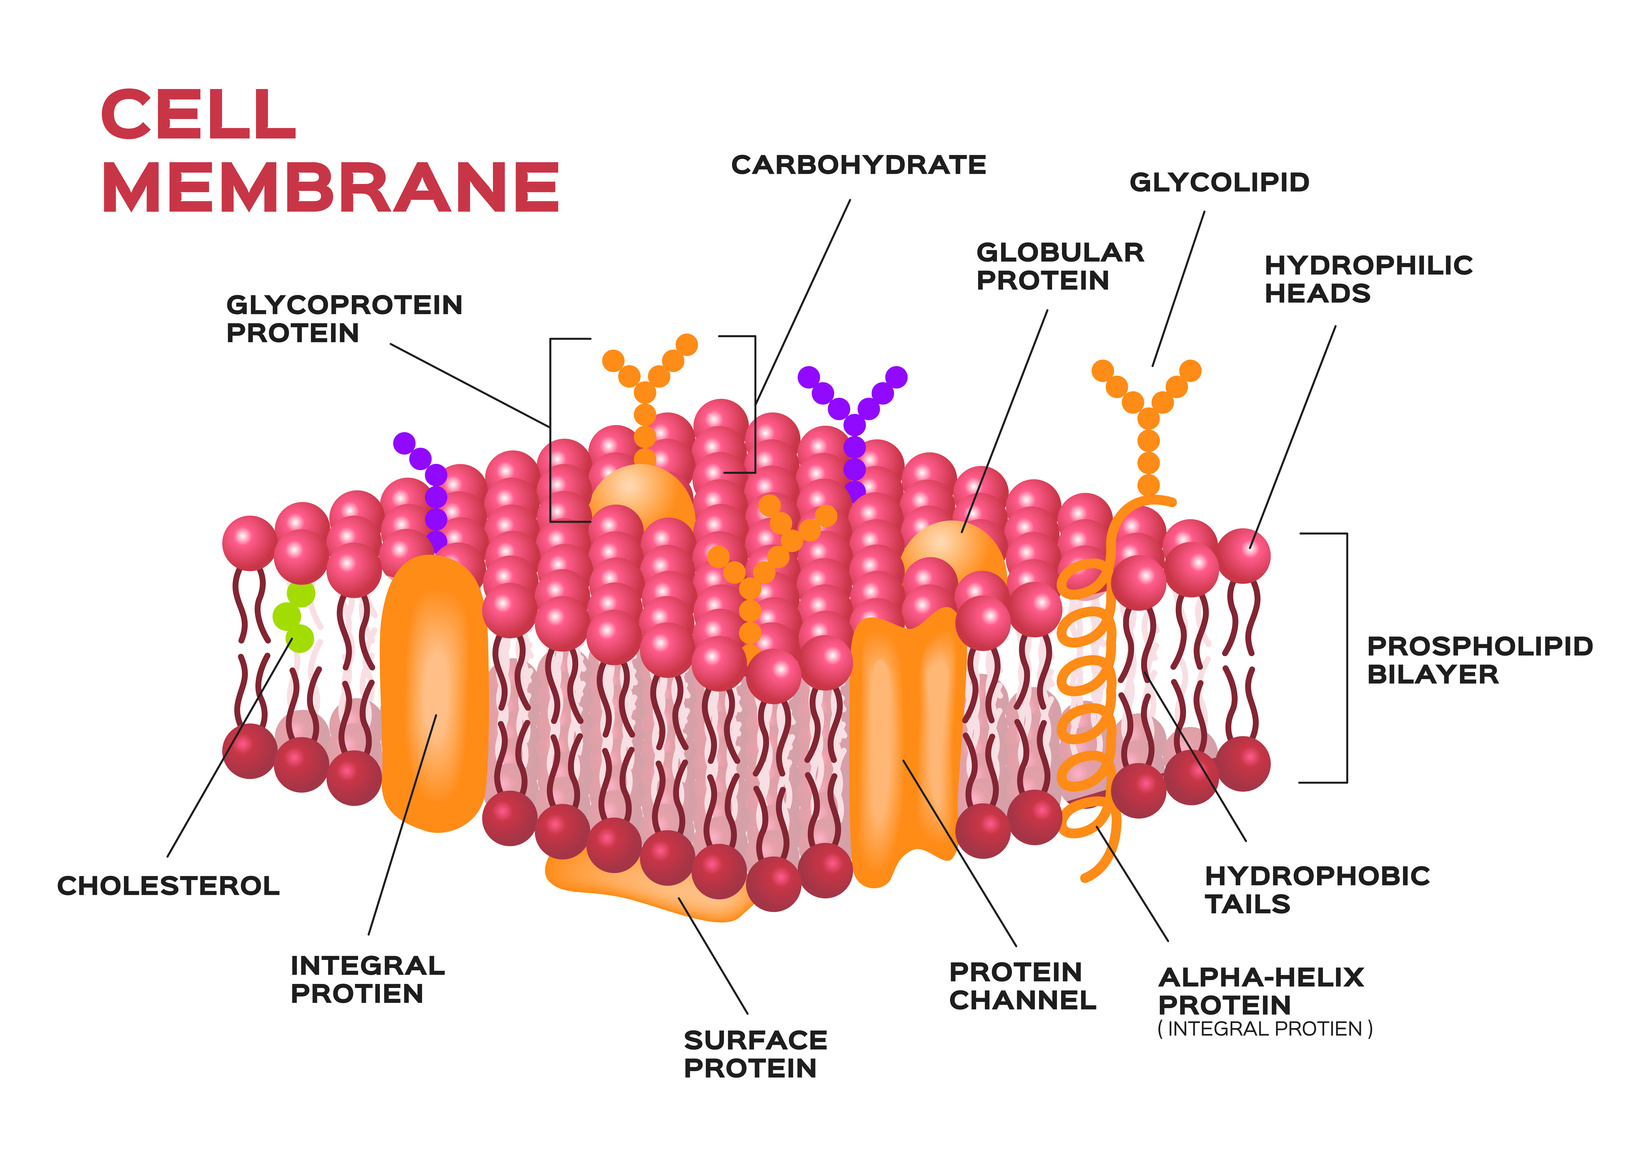 CELL
MEMBRANE
CARBOHYDRATE
GLYCOLIPID
GLOBULAR
PROTEIN
HYDROPHILIC
HEADS
GLYCOPROTEIN
PROTEIN
PROSPHOLIPID
BILAYER
CHOLESTEROL
HYDROPHOBIC
TAILS
INTEGRAL
PROTIEN
PROTEIN
CHANNEL
ALPHA-HELIX
PROTEIN
( INTEGRAL PROTIEN )
SURFACE
PROTEIN